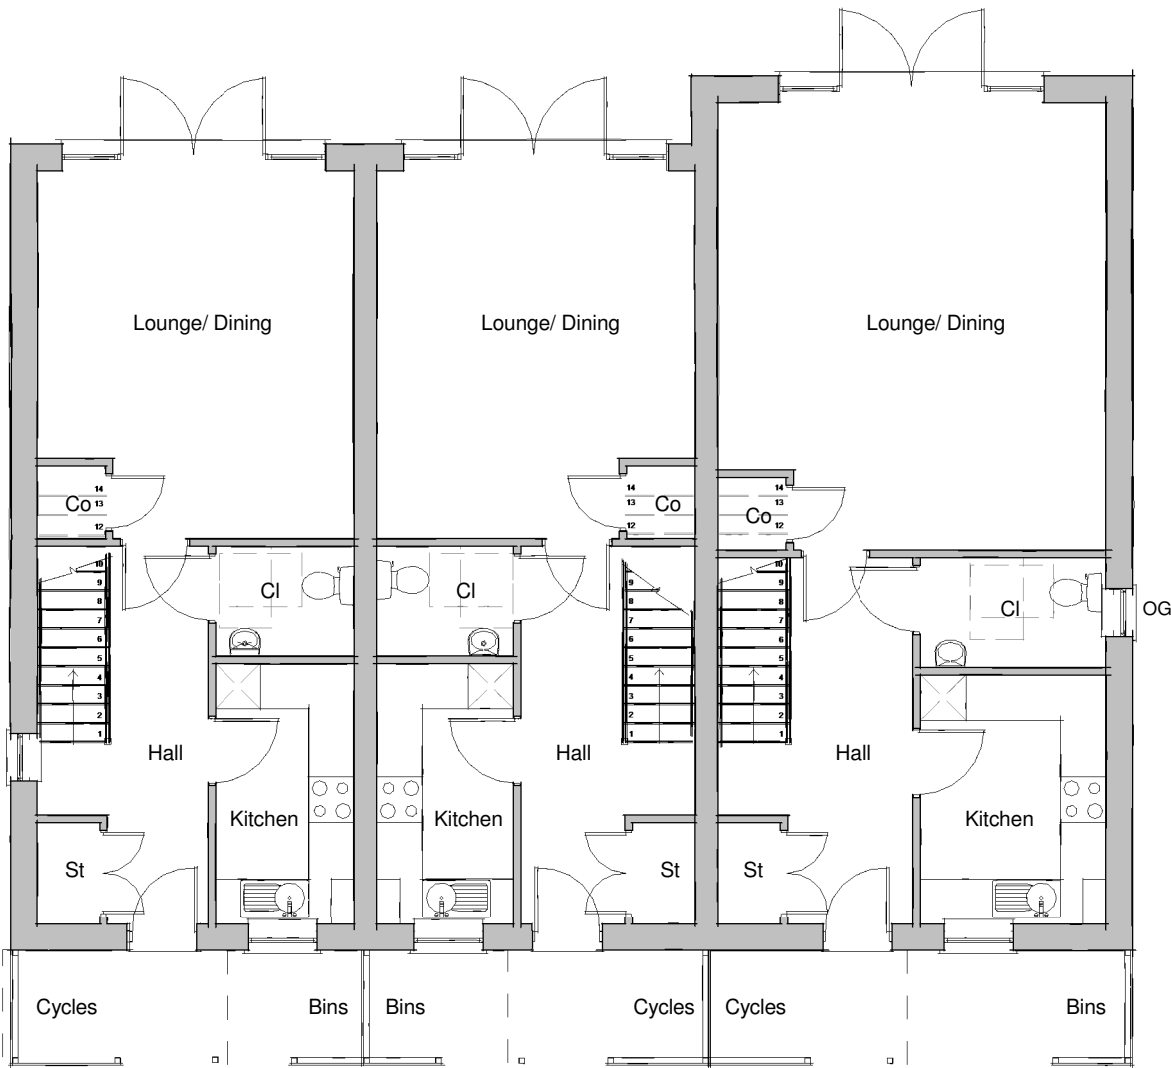 Lounge/ Dining
Lounge/ Dining
Lounge/ Dining
14
13
12
Co
Co
14
13
12
Co
14
13
12
10
9
8
7
6
5
4
3
2
1
Cl
Cl
9
8
7
6
5
4
3
2
1
10
9
8
7
6
5
4
3
2
1
Cl
OG
Hall
Hall
Hall
Kitchen
Kitchen
Kitchen
St
St
St
Cycles
Bins
Bins
Cycles
Cycles
Bins